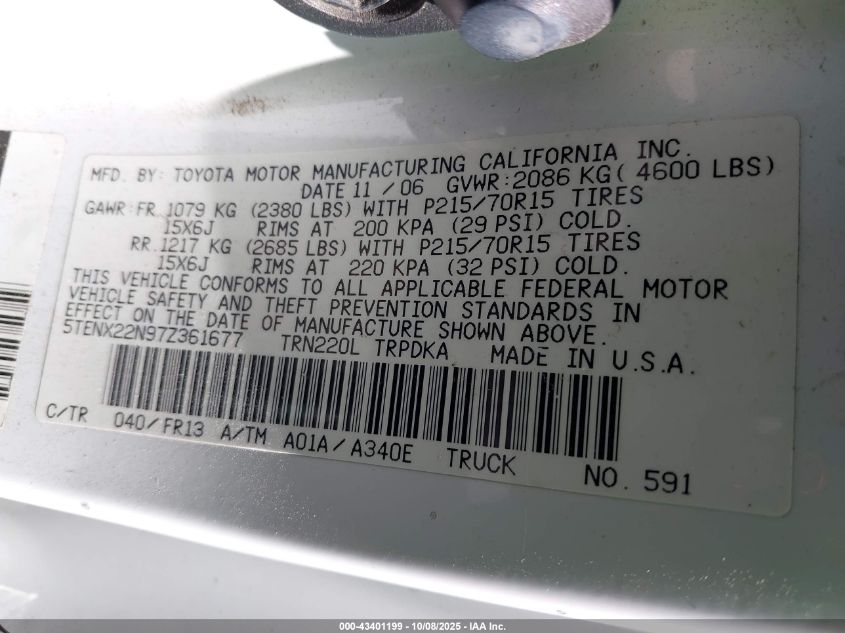 MFD. BY: TOYOTA MOTOR MANUFACTURING CALIFORNIA INC.
DATE 11 / 06 GVWR:2086 KG( 4600 LBS)
GAWR:FR. 1079 KG (2380 LBS) WITH P215/70R15 TIRES
15X6J RIMS AT 200 KPA (29 PSI) COLD.
RR. 1217 KG (2685 LBS) WITH P215/70R15 TIRES
15X6J RIMS AT 220 KPA (32 PSI) COLD.
THIS VEHICLE CONFORMS TO ALL APPLICABLE FEDERAL MOTOR
VEHICLE SAFETY AND THEFT PREVENTION STANDARDS IN
EFFECT ON THE DATE OF MANUFACTURE SHOWN ABOVE.
5TENX22N97Z361677 TRN220L TRPDKA MADE IN U.S.A.
C/TR 040/FR13 A/TM A01A/A340E TRUCK NO. 591
000-43401199 - 10/08/2025 - IAA Inc.